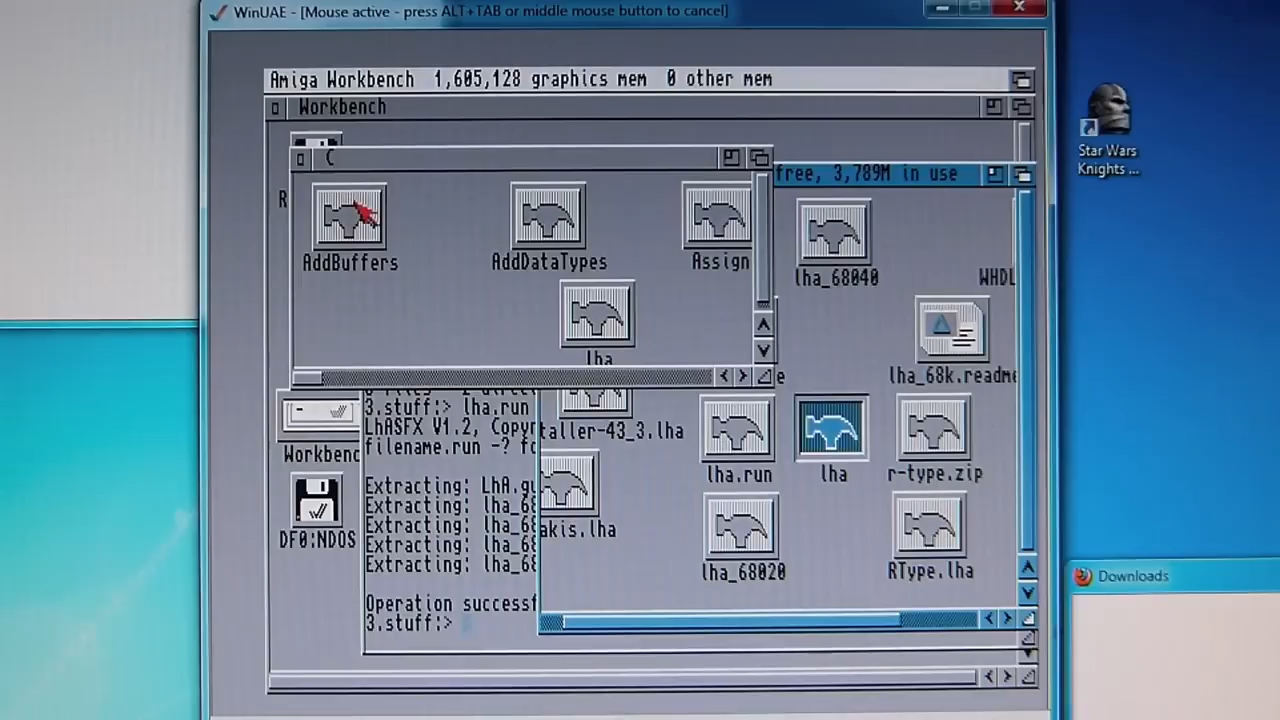 WinUAE - [Mouse active - press ALT+TAB or middle mouse button to cancel]
Amiga Workbench 1,605,128 graphics mem 0 other mem
Workbench
C
free, 3,789M in use
R
AddBuffers
AddDataTypes
Assign
lha
lha_68040
WHDL
e
lha_68k.readme
3.stuff:> lha.run
LhASFX V1.2, Copyr
filename.run -? fo
Extracting: LhA.gu
Extracting: lha_68
Extracting: lha_68
Extracting: lha_68
Extracting: lha_68
Operation successf
3.stuff:>
taller-43_3.lha
lha.run
lha
r-type.zip
akis.lha
lha_68020
RType.lha
Workbenc
DF0:NDOS
Star Wars
Knights ...
Downloads